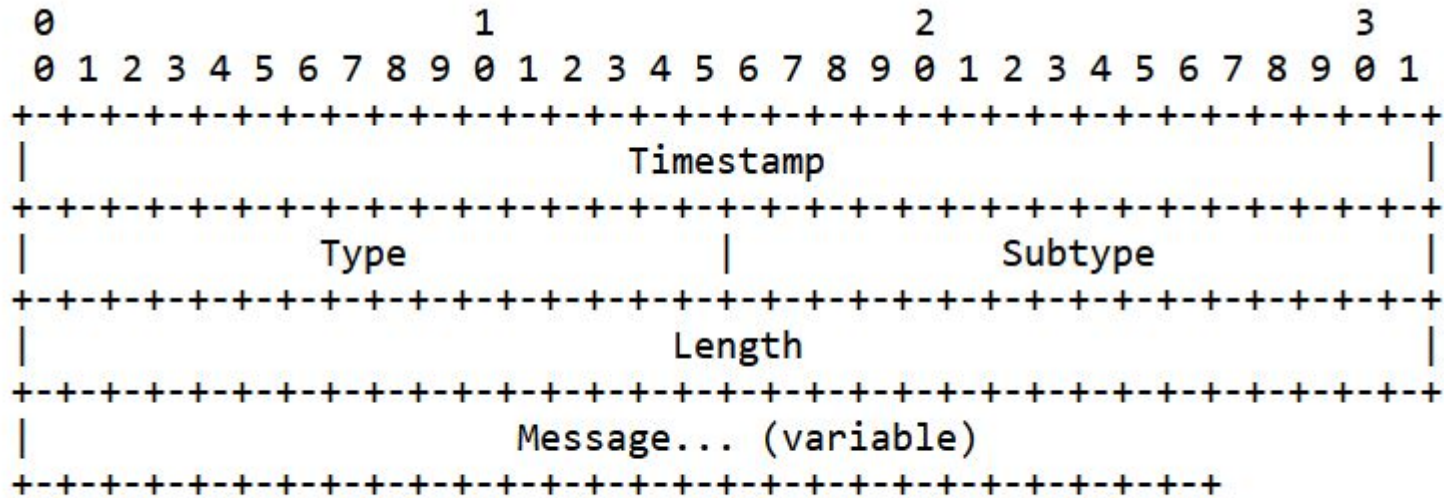 0                   1                   2                   3
0 1 2 3 4 5 6 7 8 9 0 1 2 3 4 5 6 7 8 9 0 1 2 3 4 5 6 7 8 9 0 1
+-+-+-+-+-+-+-+-+-+-+-+-+-+-+-+-+-+-+-+-+-+-+-+-+-+-+-+-+-+-+-+-+
|                           Timestamp                           |
+-+-+-+-+-+-+-+-+-+-+-+-+-+-+-+-+-+-+-+-+-+-+-+-+-+-+-+-+-+-+-+-+
|             Type              |            Subtype            |
+-+-+-+-+-+-+-+-+-+-+-+-+-+-+-+-+-+-+-+-+-+-+-+-+-+-+-+-+-+-+-+-+
|                             Length                            |
+-+-+-+-+-+-+-+-+-+-+-+-+-+-+-+-+-+-+-+-+-+-+-+-+-+-+-+-+-+-+-+-+
|                      Message... (variable)
+-+-+-+-+-+-+-+-+-+-+-+-+-+-+-+-+-+-+-+-+-+-+-+-+-+-+-+